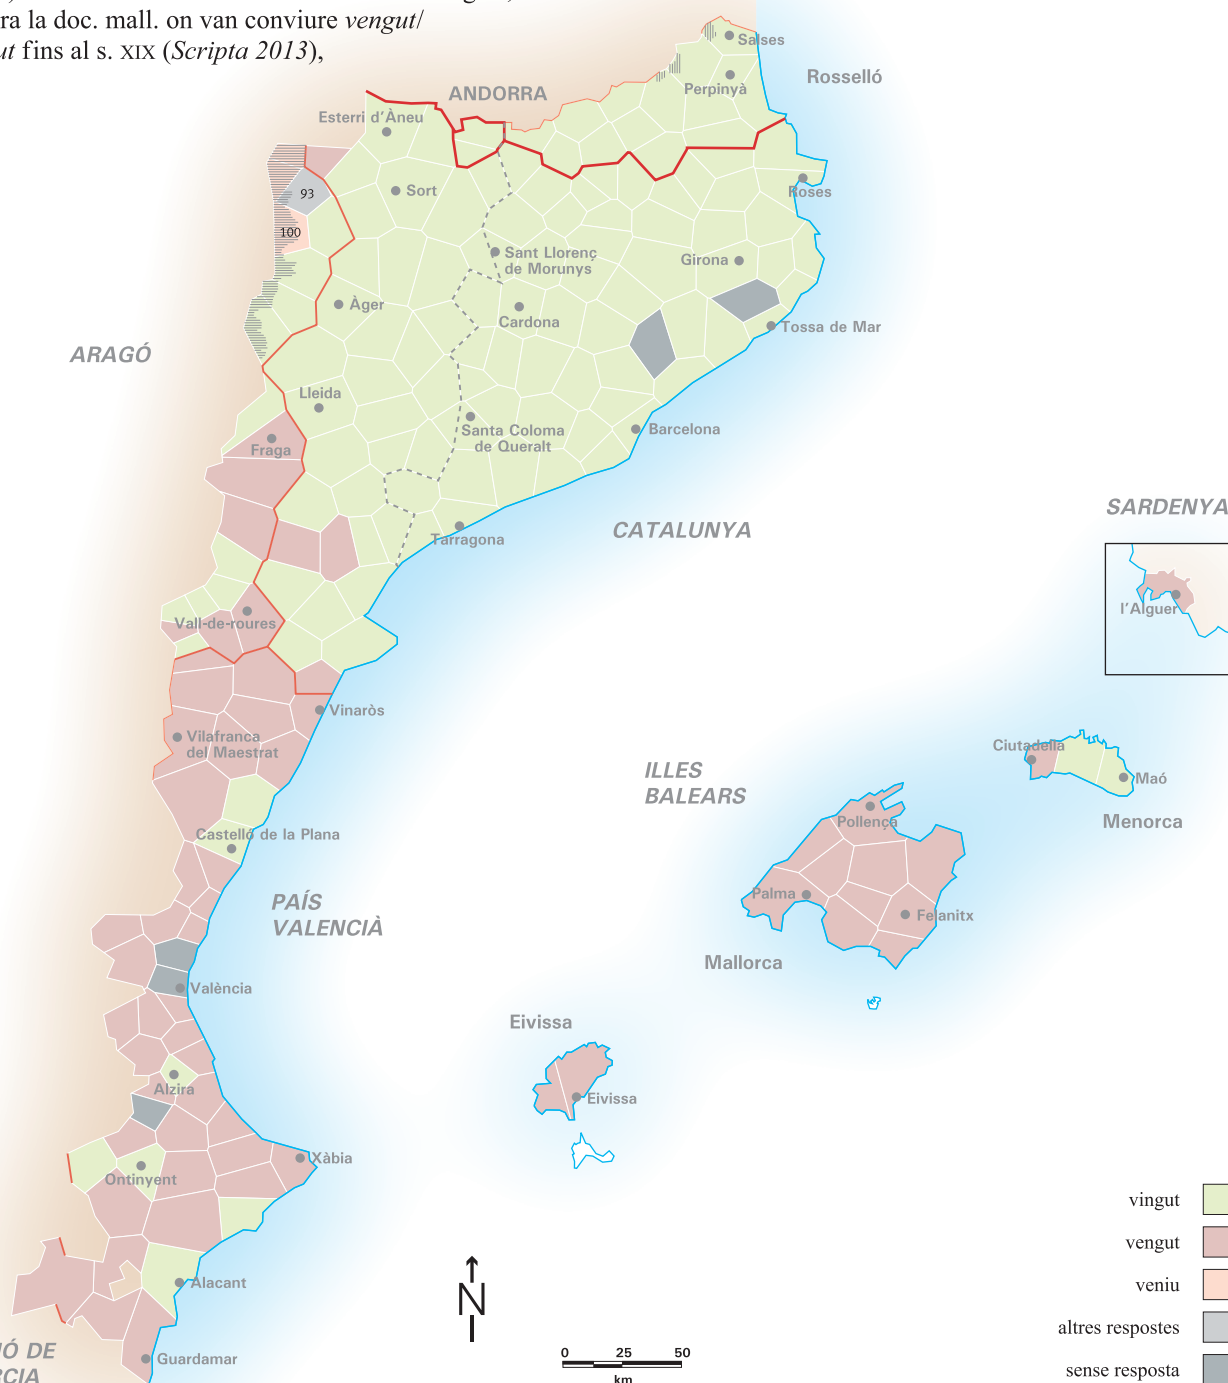 ra la doc. mall. on van conviure vengut/
ut fins al s. XIX (Scripta 2013),
Salses
Rosselló
Perpinyà
ANDORRA
Esterri d'Àneu
93
Sort
Roses
100
Sant Llorenç
de Morunys
Girona
Àger
Cardona
Tossa de Mar
ARAGÓ
Lleida
Santa Coloma
de Queralt
Barcelona
Fraga
SARDENYA
CATALUNYA
Tarragona
l'Alguer
Vall-de-roures
Vinaròs
Vilafranca
del Maestrat
Ciutadella
ILLES
BALEARS
Maó
Pollença
Menorca
Castelló de la Plana
Palma
PAÍS
VALENCIÀ
Felanitx
Mallorca
València
Eivissa
Alzira
Eivissa
Xàbia
Ontinyent
vingut
vengut
Alacant
veniu
N
altres respostes
IÓ DE
RCIA
Guardamar
0 25 50
km
sense resposta